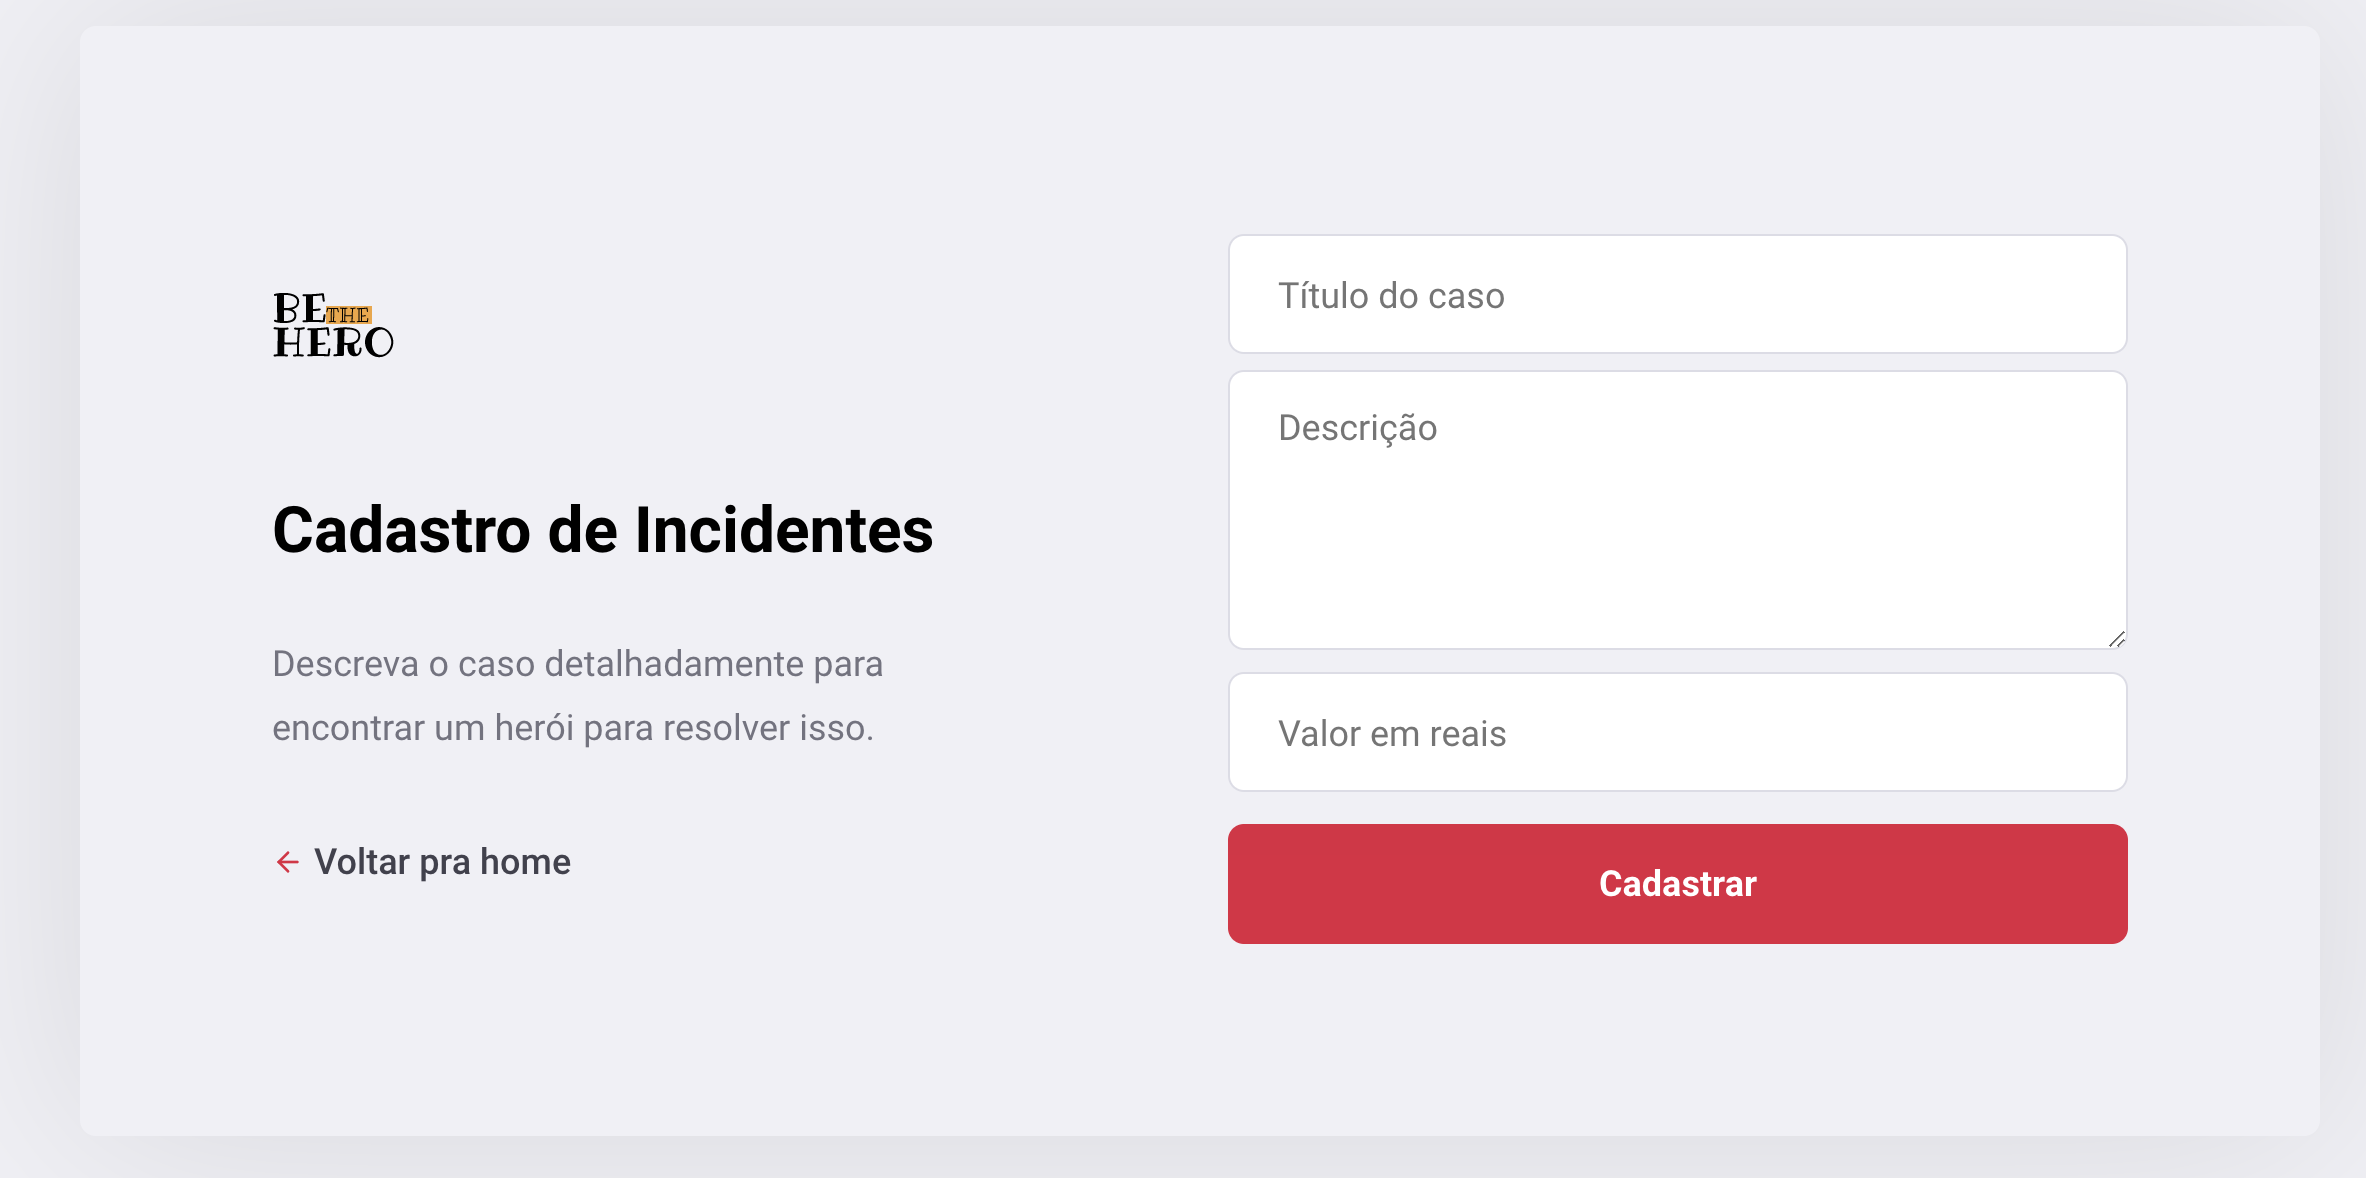 BE THE
HERO
Cadastro de Incidentes
Descreva o caso detalhadamente para
encontrar um herói para resolver isso.
Voltar pra home
Título do caso
Descrição
Valor em reais
Cadastrar